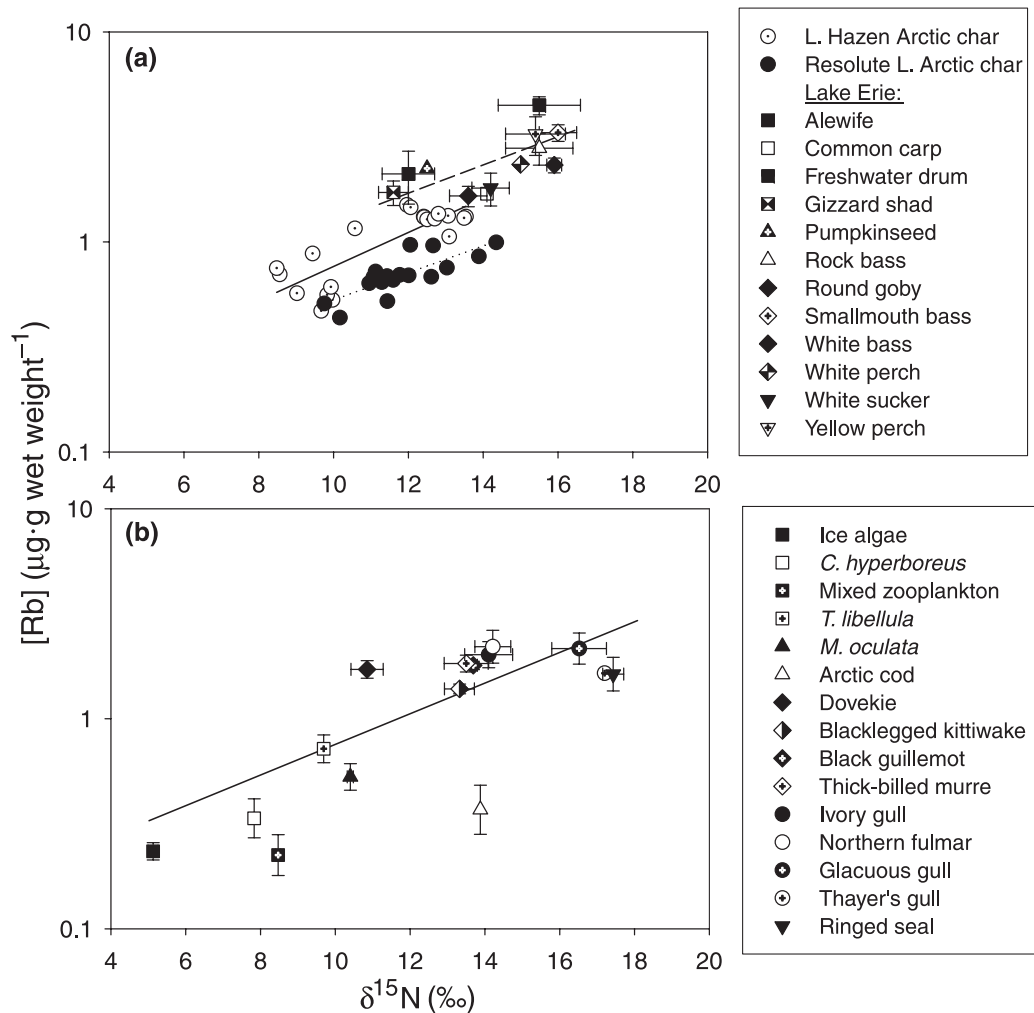 10
(a)
1
0.1
4 6 8 10 12 14 16 18 20
L. Hazen Arctic char
Resolute L. Arctic char
Lake Erie:
Alewife
Common carp
Freshwater drum
Gizzard shad
Pumpkinseed
Rock bass
Round goby
Smallmouth bass
White bass
White perch
White sucker
Yellow perch
[Rb] (μg·g wet weight⁻¹)
10
(b)
1
0.1
4 6 8 10 12 14 16 18 20
δ¹⁵N (‰)
Ice algae
C. hyperboreus
Mixed zooplankton
T. libellula
M. oculata
Arctic cod
Dovekie
Blacklegged kittiwake
Black guillemot
Thick-billed murre
Ivory gull
Northern fulmar
Glacuous gull
Thayer's gull
Ringed seal